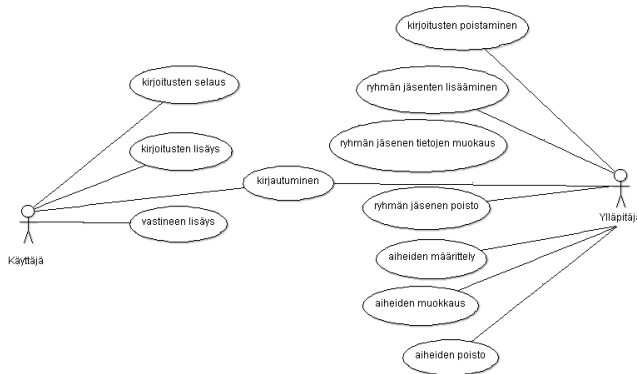 kirjoitusten poistaminen
kirjoitusten selaus
ryhmän jäsenten lisääminen
kirjoitusten lisäys
ryhmän jäsenen tietojen muokaus
kirjautuminen
ryhmän jäsenen poisto
vastineen lisäys
Käyttäjä
Ylläpitäjä
aiheiden määrittely
aiheiden muokkaus
aiheiden poisto